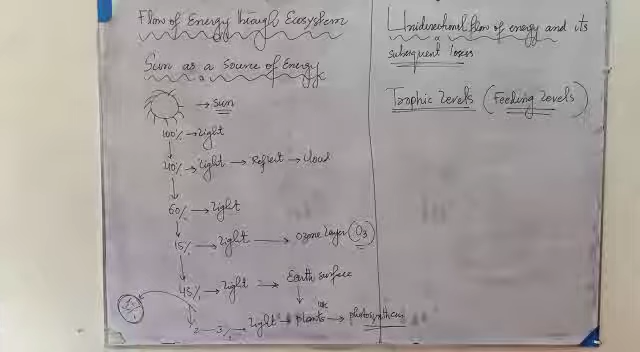 Flow of Energy through Ecosystem
Sun as a Source of Energy
→ Sun
100% → Light
40% → Light → Reflect → Cloud
60% → Light
15% → Light → Ozone Layer (O3)
45% → Light → Earth surface
2 - 3% → Light → plants use → photosynthesis
Unidirectional flow of energy and its
subsequent losses
Trophic Levels (Feeding Levels)